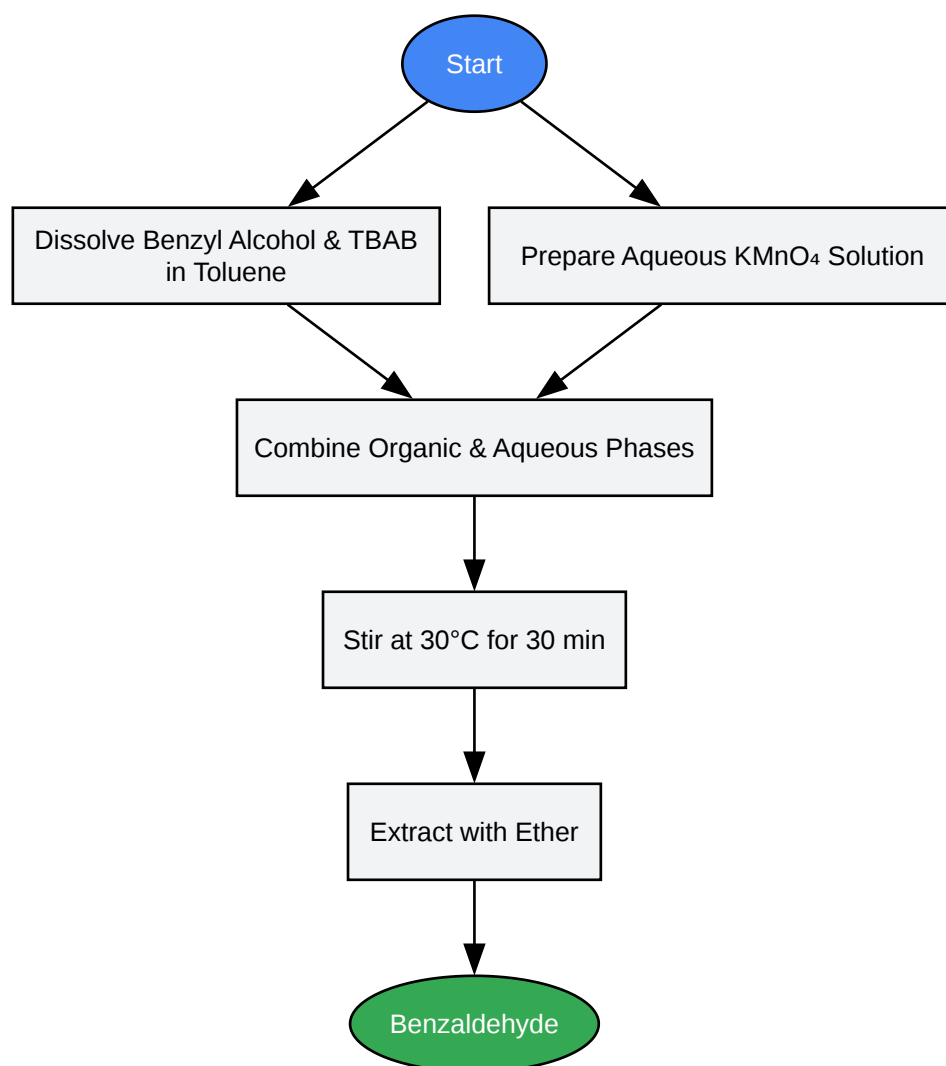 Start
Dissolve Benzyl Alcohol & TBAB
in Toluene
Prepare Aqueous KMnO₄ Solution
Combine Organic & Aqueous Phases
Stir at 30°C for 30 min
Extract with Ether
Benzaldehyde